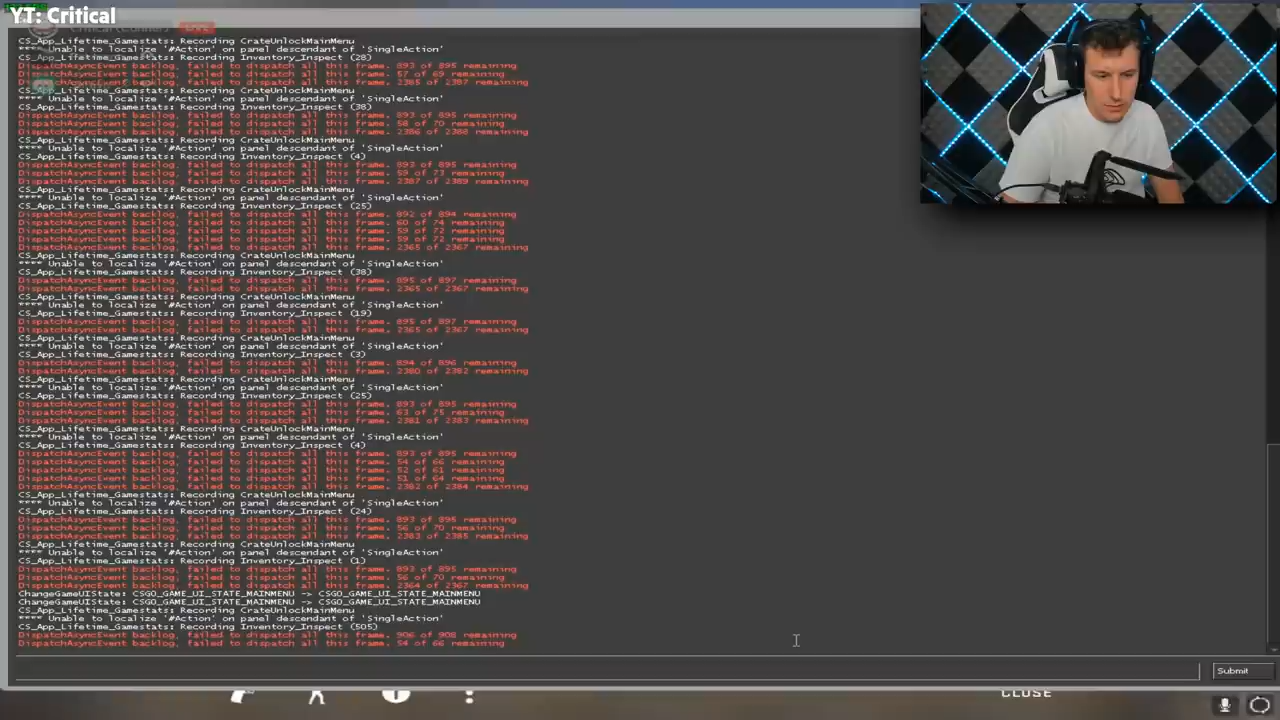 YT: Critical
CS_App_Lifetime_Gamestats: Recording CrateUnlockMainMenu
**** Unable to localize '#Action' on panel descendant of 'SingleAction'
CS_App_Lifetime_Gamestats: Recording Inventory_Inspect (28)
DispatchAsyncEvent backlog, failed to dispatch all this frame. 893 of 895 remaining
DispatchAsyncEvent backlog, failed to dispatch all this frame. 57 of 69 remaining
DispatchAsyncEvent backlog, failed to dispatch all this frame. 2385 of 2387 remaining
CS_App_Lifetime_Gamestats: Recording CrateUnlockMainMenu
**** Unable to localize '#Action' on panel descendant of 'SingleAction'
CS_App_Lifetime_Gamestats: Recording Inventory_Inspect (38)
DispatchAsyncEvent backlog, failed to dispatch all this frame. 893 of 895 remaining
DispatchAsyncEvent backlog, failed to dispatch all this frame. 58 of 70 remaining
DispatchAsyncEvent backlog, failed to dispatch all this frame. 2386 of 2388 remaining
CS_App_Lifetime_Gamestats: Recording CrateUnlockMainMenu
**** Unable to localize '#Action' on panel descendant of 'SingleAction'
CS_App_Lifetime_Gamestats: Recording Inventory_Inspect (4)
DispatchAsyncEvent backlog, failed to dispatch all this frame. 893 of 895 remaining
DispatchAsyncEvent backlog, failed to dispatch all this frame. 59 of 73 remaining
DispatchAsyncEvent backlog, failed to dispatch all this frame. 2387 of 2389 remaining
CS_App_Lifetime_Gamestats: Recording CrateUnlockMainMenu
**** Unable to localize '#Action' on panel descendant of 'SingleAction'
CS_App_Lifetime_Gamestats: Recording Inventory_Inspect (25)
DispatchAsyncEvent backlog, failed to dispatch all this frame. 892 of 894 remaining
DispatchAsyncEvent backlog, failed to dispatch all this frame. 60 of 74 remaining
DispatchAsyncEvent backlog, failed to dispatch all this frame. 59 of 72 remaining
DispatchAsyncEvent backlog, failed to dispatch all this frame. 59 of 72 remaining
DispatchAsyncEvent backlog, failed to dispatch all this frame. 2365 of 2367 remaining
CS_App_Lifetime_Gamestats: Recording CrateUnlockMainMenu
**** Unable to localize '#Action' on panel descendant of 'SingleAction'
CS_App_Lifetime_Gamestats: Recording Inventory_Inspect (38)
DispatchAsyncEvent backlog, failed to dispatch all this frame. 895 of 897 remaining
DispatchAsyncEvent backlog, failed to dispatch all this frame. 2365 of 2367 remaining
CS_App_Lifetime_Gamestats: Recording CrateUnlockMainMenu
**** Unable to localize '#Action' on panel descendant of 'SingleAction'
CS_App_Lifetime_Gamestats: Recording Inventory_Inspect (19)
DispatchAsyncEvent backlog, failed to dispatch all this frame. 895 of 897 remaining
DispatchAsyncEvent backlog, failed to dispatch all this frame. 2365 of 2367 remaining
CS_App_Lifetime_Gamestats: Recording CrateUnlockMainMenu
**** Unable to localize '#Action' on panel descendant of 'SingleAction'
CS_App_Lifetime_Gamestats: Recording Inventory_Inspect (3)
DispatchAsyncEvent backlog, failed to dispatch all this frame. 894 of 896 remaining
DispatchAsyncEvent backlog, failed to dispatch all this frame. 2380 of 2382 remaining
CS_App_Lifetime_Gamestats: Recording CrateUnlockMainMenu
**** Unable to localize '#Action' on panel descendant of 'SingleAction'
CS_App_Lifetime_Gamestats: Recording Inventory_Inspect (25)
DispatchAsyncEvent backlog, failed to dispatch all this frame. 893 of 895 remaining
DispatchAsyncEvent backlog, failed to dispatch all this frame. 63 of 75 remaining
DispatchAsyncEvent backlog, failed to dispatch all this frame. 2381 of 2383 remaining
CS_App_Lifetime_Gamestats: Recording CrateUnlockMainMenu
**** Unable to localize '#Action' on panel descendant of 'SingleAction'
CS_App_Lifetime_Gamestats: Recording Inventory_Inspect (4)
DispatchAsyncEvent backlog, failed to dispatch all this frame. 893 of 895 remaining
DispatchAsyncEvent backlog, failed to dispatch all this frame. 54 of 66 remaining
DispatchAsyncEvent backlog, failed to dispatch all this frame. 52 of 61 remaining
DispatchAsyncEvent backlog, failed to dispatch all this frame. 51 of 64 remaining
DispatchAsyncEvent backlog, failed to dispatch all this frame. 2382 of 2384 remaining
CS_App_Lifetime_Gamestats: Recording CrateUnlockMainMenu
**** Unable to localize '#Action' on panel descendant of 'SingleAction'
CS_App_Lifetime_Gamestats: Recording Inventory_Inspect (24)
DispatchAsyncEvent backlog, failed to dispatch all this frame. 893 of 895 remaining
DispatchAsyncEvent backlog, failed to dispatch all this frame. 56 of 70 remaining
DispatchAsyncEvent backlog, failed to dispatch all this frame. 2383 of 2385 remaining
CS_App_Lifetime_Gamestats: Recording CrateUnlockMainMenu
**** Unable to localize '#Action' on panel descendant of 'SingleAction'
CS_App_Lifetime_Gamestats: Recording Inventory_Inspect (1)
DispatchAsyncEvent backlog, failed to dispatch all this frame. 893 of 895 remaining
DispatchAsyncEvent backlog, failed to dispatch all this frame. 56 of 70 remaining
DispatchAsyncEvent backlog, failed to dispatch all this frame. 2364 of 2367 remaining
ChangeGameUIState: CSGO_GAME_UI_STATE_MAINMENU -> CSGO_GAME_UI_STATE_MAINMENU
ChangeGameUIState: CSGO_GAME_UI_STATE_MAINMENU -> CSGO_GAME_UI_STATE_MAINMENU
CS_App_Lifetime_Gamestats: Recording CrateUnlockMainMenu
**** Unable to localize '#Action' on panel descendant of 'SingleAction'
CS_App_Lifetime_Gamestats: Recording Inventory_Inspect (505)
DispatchAsyncEvent backlog, failed to dispatch all this frame. 906 of 908 remaining
DispatchAsyncEvent backlog, failed to dispatch all this frame. 54 of 66 remaining
Submit
CLOSE